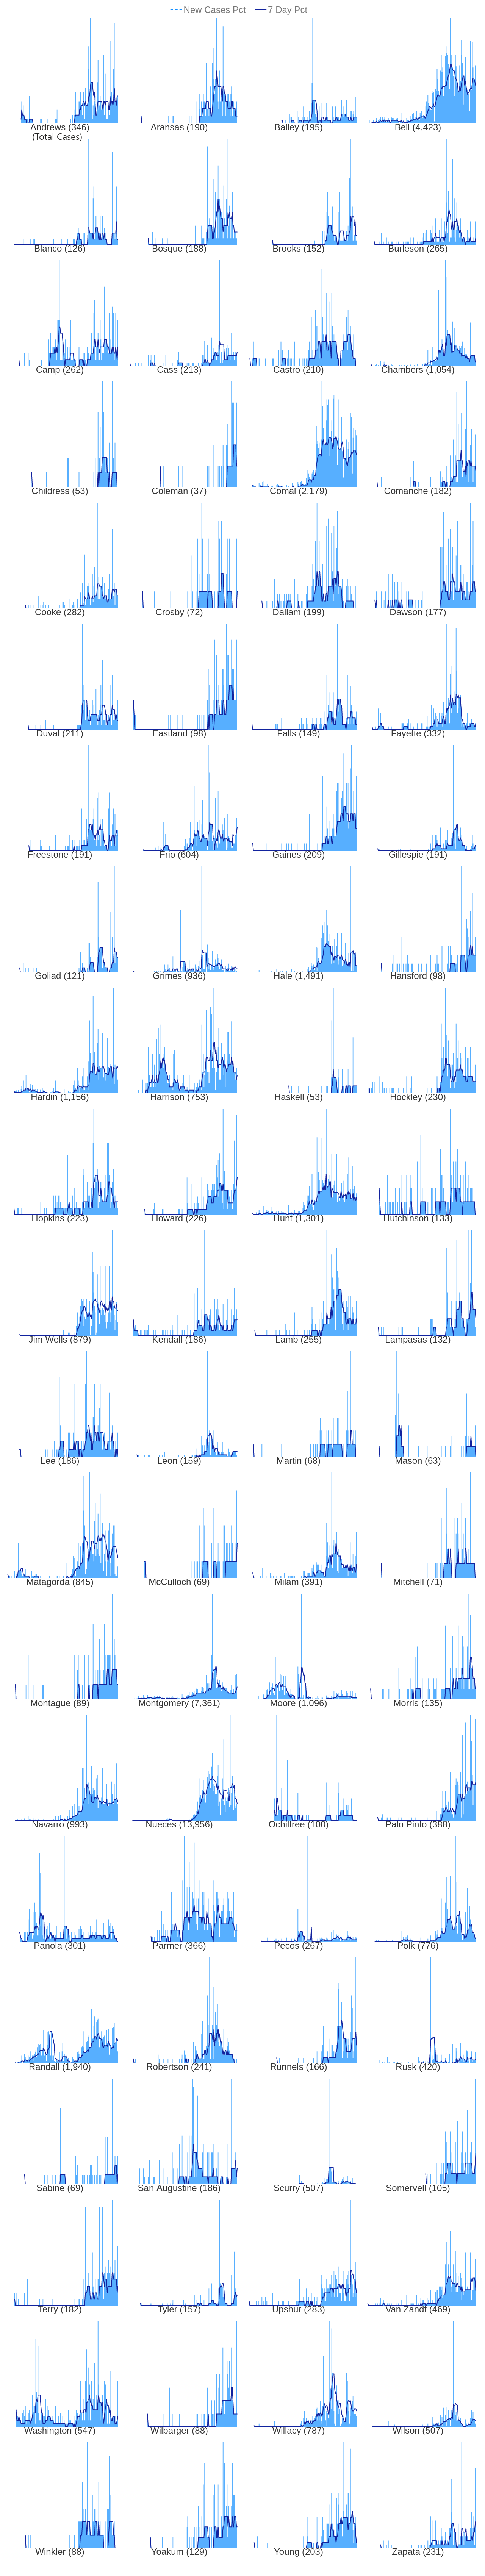 New Cases Pct 7 Day Pct
Andrews (346) Aransas (190) Bailey (195) Bell (4,423)
(Total Cases)
Blanco (126) Bosque (188) Brooks (152) Burleson (265)
Camp (262) Cass (213) Castro (210) Chambers (1,054)
Childress (53) Coleman (37) Comal (2,179) Comanche (182)
Cooke (282) Crosby (72) Dallam (199) Dawson (177)
Duval (211) Eastland (98) Falls (149) Fayette (332)
Freestone (191) Frio (604) Gaines (209) Gillespie (191)
Goliad (121) Grimes (936) Hale (1,491) Hansford (98)
Hardin (1,156) Harrison (753) Haskell (53) Hockley (230)
Hopkins (223) Howard (226) Hunt (1,301) Hutchinson (133)
Jim Wells (879) Kendall (186) Lamb (255) Lampasas (132)
Lee (186) Leon (159) Martin (68) Mason (63)
Matagorda (845) McCulloch (69) Milam (391) Mitchell (71)
Montague (89) Montgomery (7,361) Moore (1,096) Morris (135)
Navarro (993) Nueces (13,956) Ochiltree (100) Palo Pinto (388)
Panola (301) Parmer (366) Pecos (267) Polk (776)
Randall (1,940) Robertson (241) Runnels (166) Rusk (420)
Sabine (69) San Augustine (186) Scurry (507) Somervell (105)
Terry (182) Tyler (157) Upshur (283) Van Zandt (469)
Washington (547) Wilbarger (88) Willacy (787) Wilson (507)
Winkler (88) Yoakum (129) Young (203) Zapata (231)